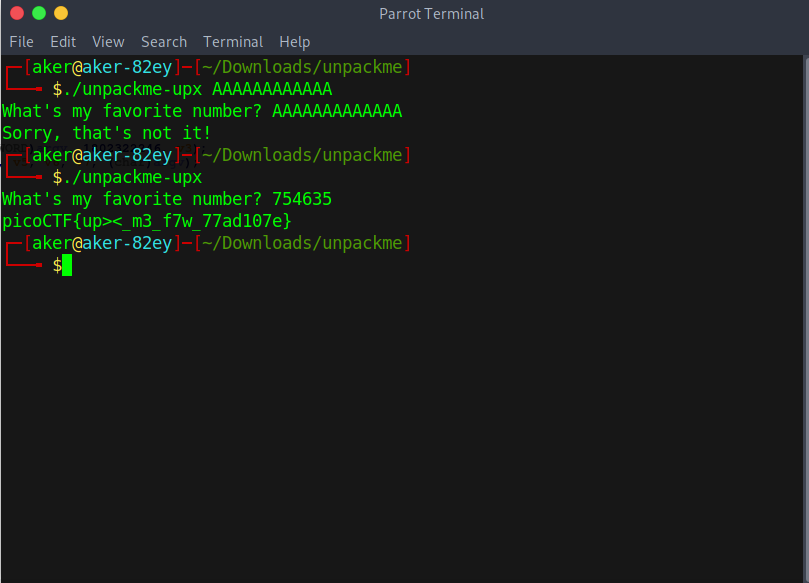 Parrot Terminal
File Edit View Search Terminal Help
┌─[aker@aker-82ey]─[~/Downloads/unpackme]
└──╼ $./unpackme-upx AAAAAAAAAAAA
What's my favorite number? AAAAAAAAAAAAA
Sorry, that's not it!
┌─[aker@aker-82ey]─[~/Downloads/unpackme]
└──╼ $./unpackme-upx
What's my favorite number? 754635
picoCTF{up><_m3_f7w_77ad107e}
┌─[aker@aker-82ey]─[~/Downloads/unpackme]
└──╼ $